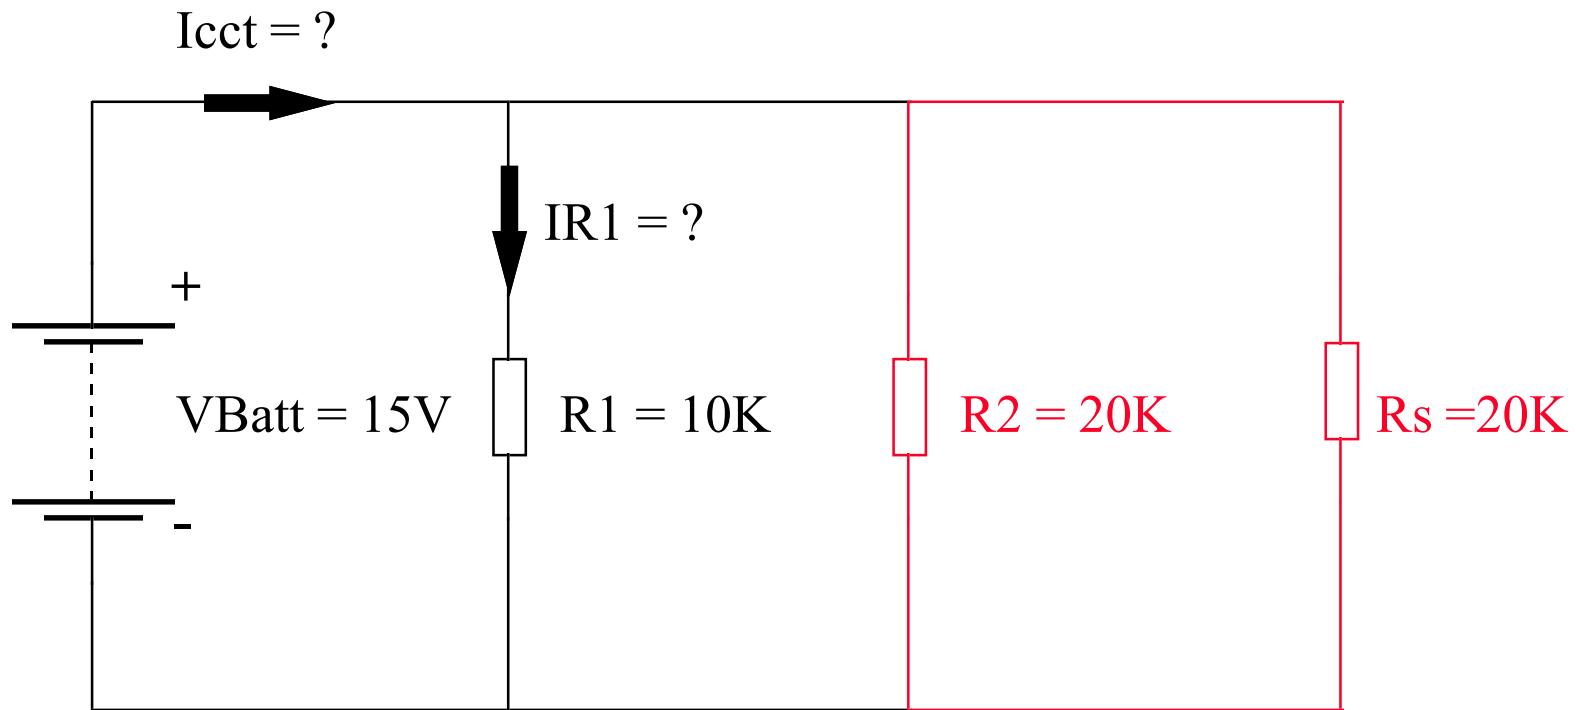 Icct = ?
IR1 = ?
+
VBatt = 15V
R1 = 10K
R2 = 20K
Rs =20K
-